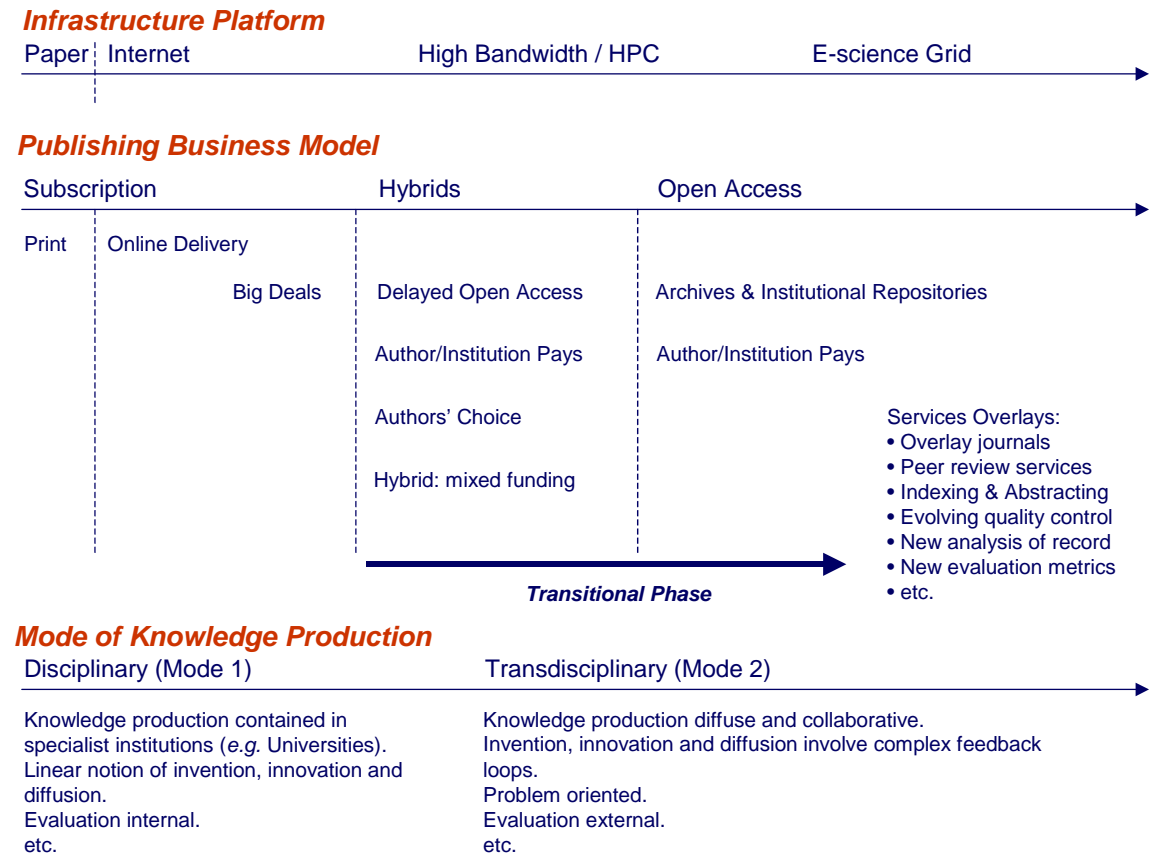 Infrastructure Platform
Paper Internet High Bandwidth / HPC E-science Grid
Publishing Business Model
Subscription Hybrids Open Access
Print Online Delivery
Big Deals Delayed Open Access Archives & Institutional Repositories
Author/Institution Pays Author/Institution Pays
Authors’ Choice
Hybrid: mixed funding
Services Overlays:
• Overlay journals
• Peer review services
• Indexing & Abstracting
• Evolving quality control
• New analysis of record
• New evaluation metrics
• etc.
Transitional Phase
Mode of Knowledge Production
Disciplinary (Mode 1) Transdisciplinary (Mode 2)
Knowledge production contained in
specialist institutions (e.g. Universities).
Linear notion of invention, innovation and
diffusion.
Evaluation internal.
etc.
Knowledge production diffuse and collaborative.
Invention, innovation and diffusion involve complex feedback
loops.
Problem oriented.
Evaluation external.
etc.